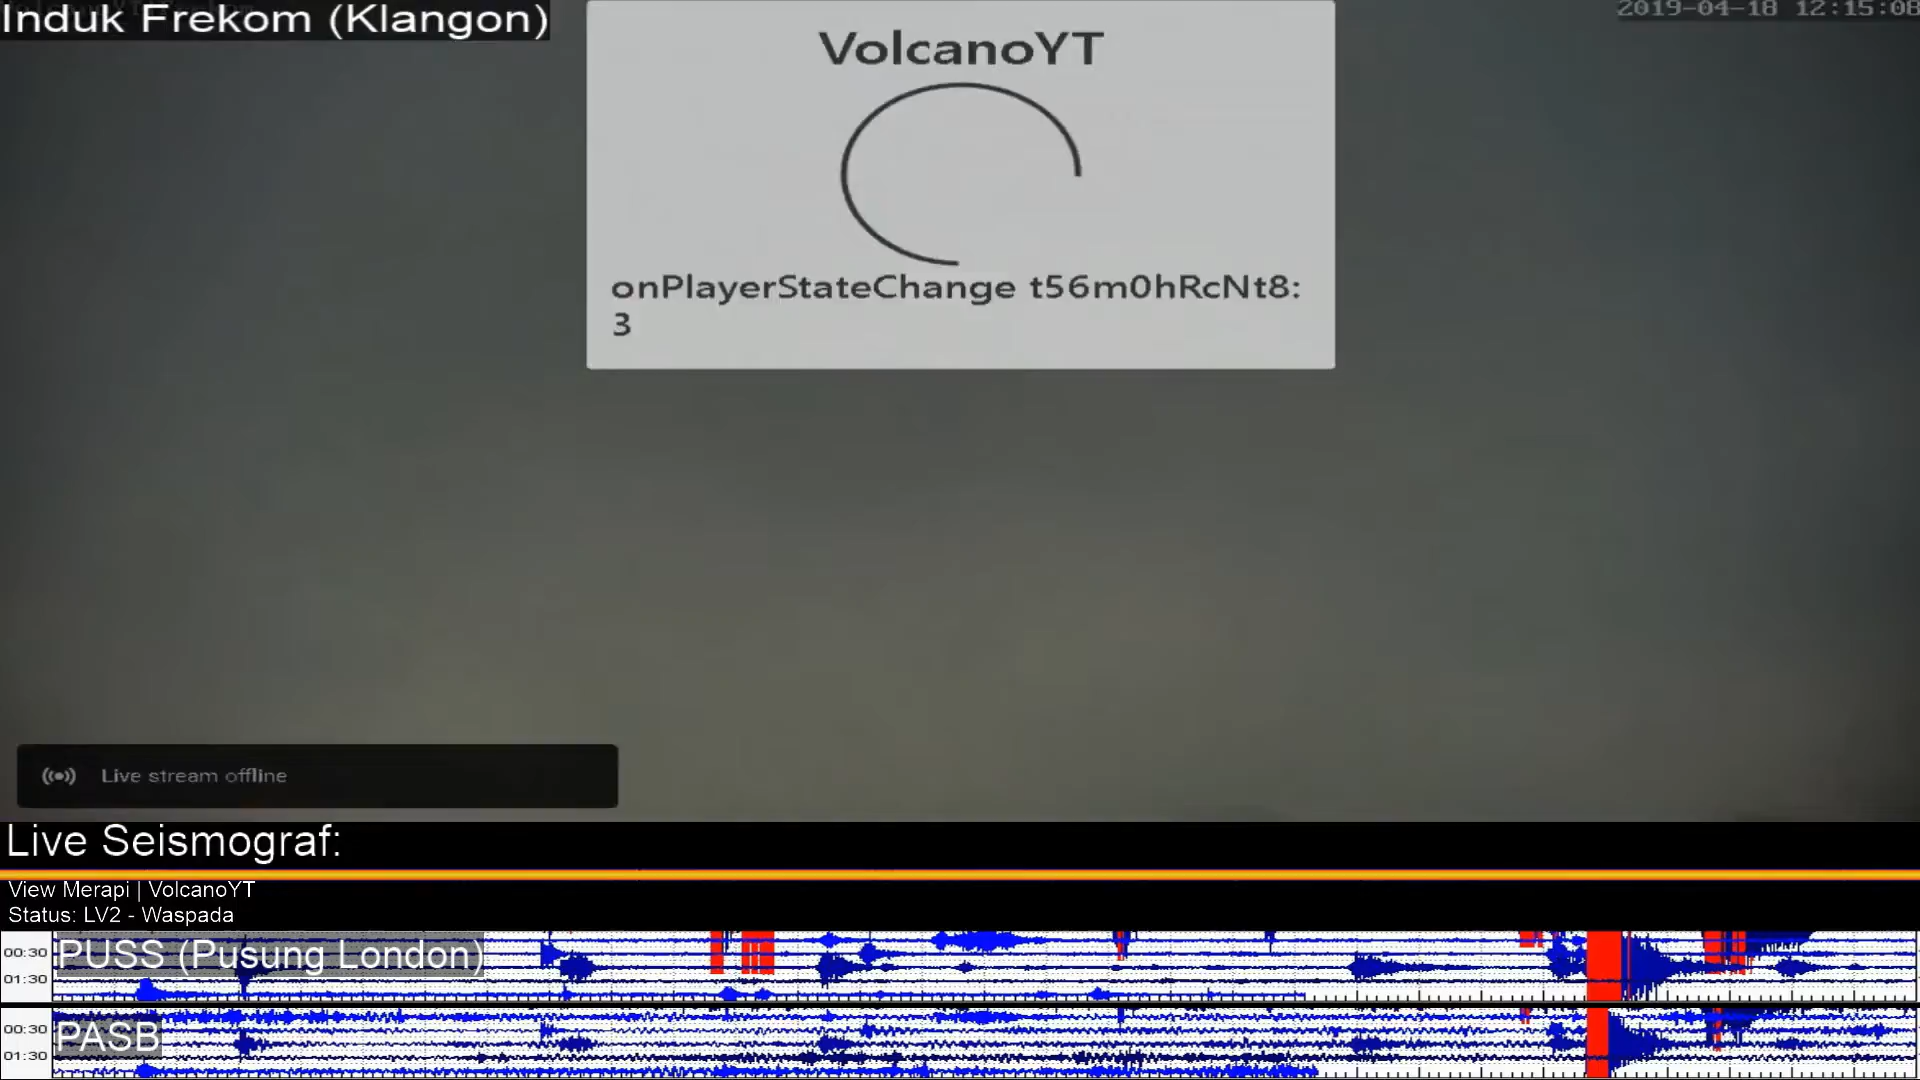 Induk Frekom (Klangon)
2019-04-18 12:15:08
VolcanoYT
onPlayerStateChange t56m0hRcNt8:
3
Live stream offline
Live Seismograf:
View Merapi | VolcanoYT
Status: LV2 - Waspada
00:30
PUSS (Pusung London)
01:30
00:30
PASB
01:30